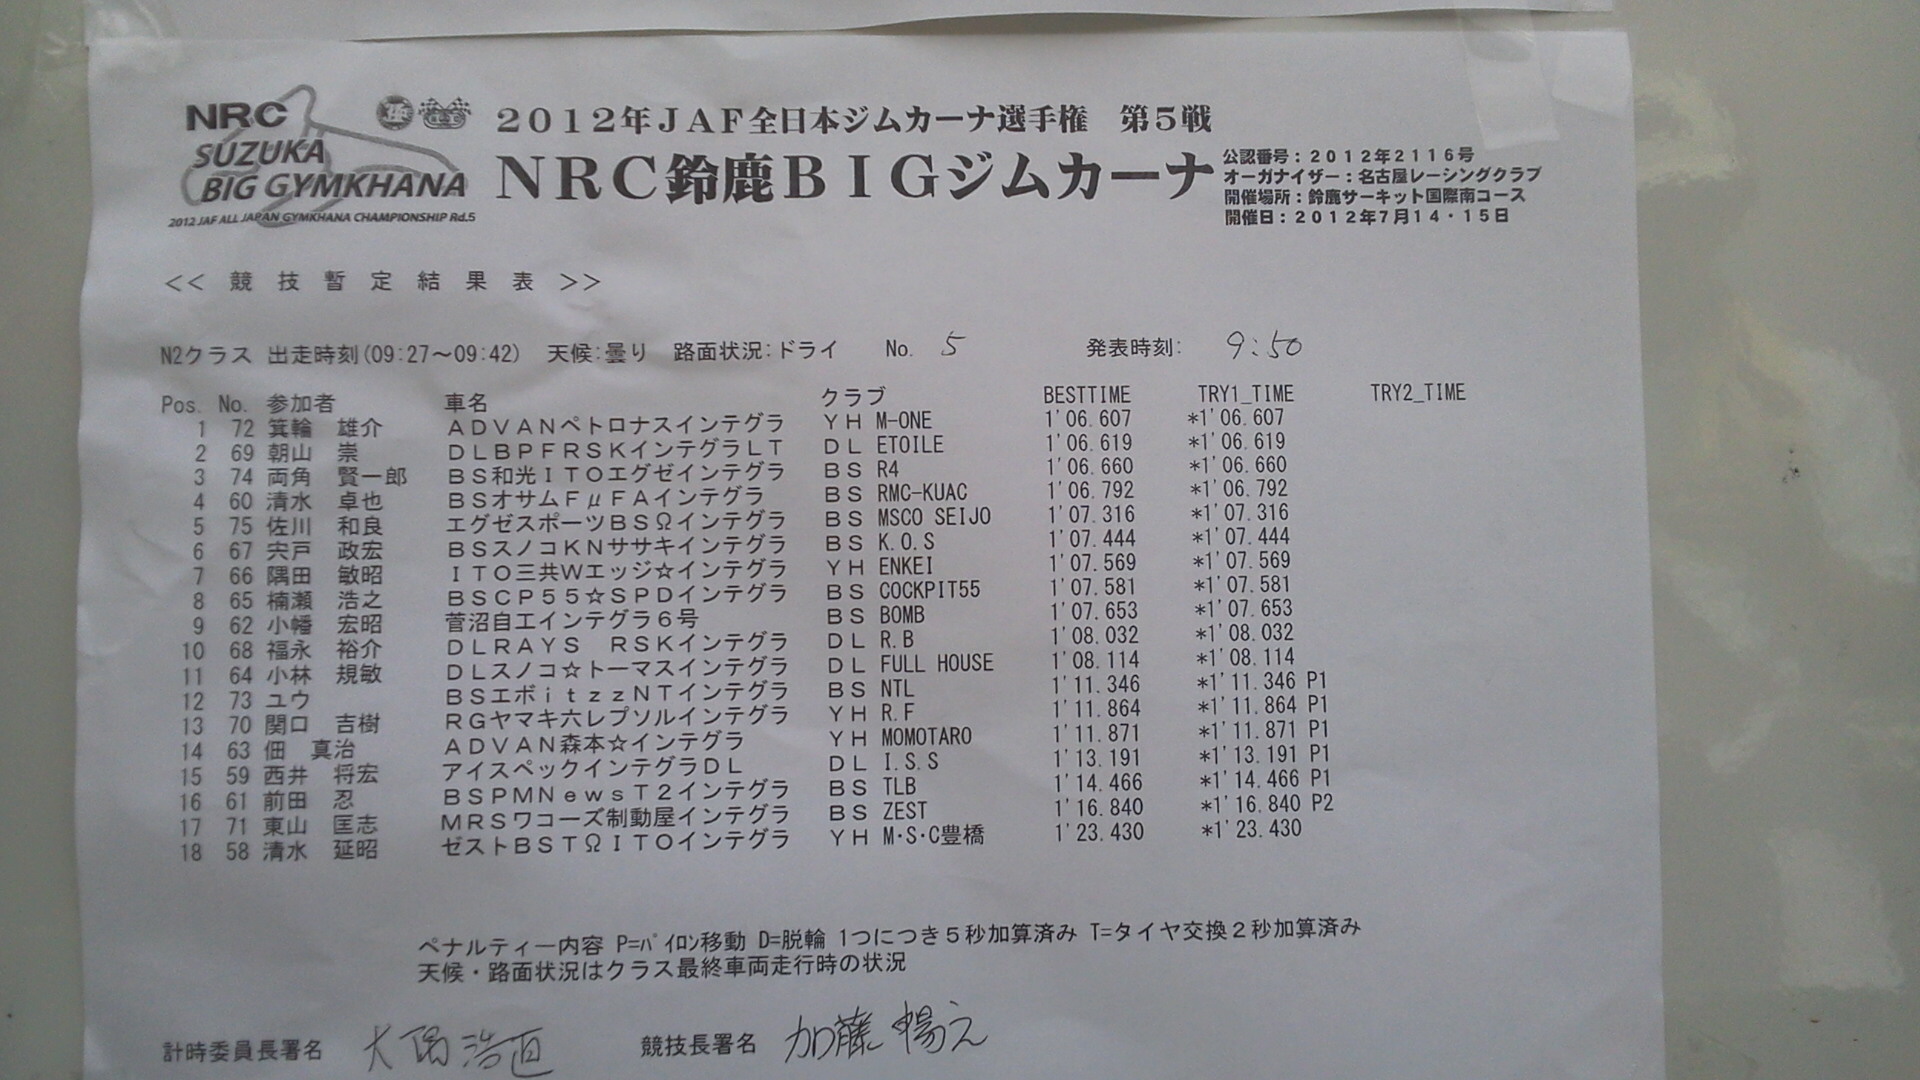 NRC
SUZUKA
BIG GYMKHANA
2012 JAF ALL JAPAN GYMKHANA CHAMPIONSHIP Rd.5
2012年JAF全日本ジムカーナ選手権 第5戦
NRC鈴鹿BIGジムカーナ
公認番号：2012年2116号
オーガナイザー：名古屋レーシングクラブ
開催場所：鈴鹿サーキット国際南コース
開催日：2012年7月14・15日
<< 競技暫定結果表 >>
N2クラス 出走時刻(09:27～09:42) 天候:曇り 路面状況:ドライ No. 5 発表時刻: 9:50
Pos. No. 参加者 車名 クラブ BESTTIME TRY1_TIME TRY2_TIME
1 72 箕輪 雄介 ADVANペトロナスインテグラ YH M-ONE 1'06.607 *1'06.607
2 69 朝山 崇 DLBPFRSKインテグラLT DL ETOILE 1'06.619 *1'06.619
3 74 両角 賢一郎 BS和光ITOエグゼインテグラ BS R4 1'06.660 *1'06.660
4 60 清水 卓也 BSオサムFμFAインテグラ BS RMC-KUAC 1'06.792 *1'06.792
5 75 佐川 和良 エグゼスポーツBSΩインテグラ BS MSCO SEIJO 1'07.316 *1'07.316
6 67 宍戸 政宏 BSスノコKNササキインテグラ BS K.O.S 1'07.444 *1'07.444
7 66 隅田 敏昭 ITO三共Wエッジ☆インテグラ YH ENKEI 1'07.569 *1'07.569
8 65 楠瀬 浩之 BSCP55☆SPDインテグラ BS COCKPIT55 1'07.581 *1'07.581
9 62 小幡 宏昭 菅沼自工インテグラ6号 BS BOMB 1'07.653 *1'07.653
10 68 福永 裕介 DLRAYS RSKインテグラ DL R.B 1'08.032 *1'08.032
11 64 小林 規敏 DLスノコ☆トーマスインテグラ DL FULL HOUSE 1'08.114 *1'08.114
12 73 ユウ BSエボitzzNTインテグラ BS NTL 1'11.346 *1'11.346 P1
13 70 関口 吉樹 RGヤマキ六レプソルインテグラ YH R.F 1'11.864 *1'11.864 P1
14 63 佃 真治 ADVAN森本☆インテグラ YH MOMOTARO 1'11.871 *1'11.871 P1
15 59 西井 将宏 アイスペックインテグラDL DL I.S.S 1'13.191 *1'13.191 P1
16 61 前田 忍 BSPMNewsT2インテグラ BS TLB 1'14.466 *1'14.466 P1
17 71 東山 匡志 MRSワコーズ制動屋インテグラ BS ZEST 1'16.840 *1'16.840 P2
18 58 清水 延昭 ゼストBSTΩITOインテグラ YH M・S・C豊橋 1'23.430 *1'23.430
ペナルティー内容 P=ﾊﾟｲﾛﾝ移動 D=脱輪 1つにつき5秒加算済み T=タイヤ交換2秒加算済み
天候・路面状況はクラス最終車両走行時の状況
計時委員長署名 大隅浩直 競技長署名 加藤